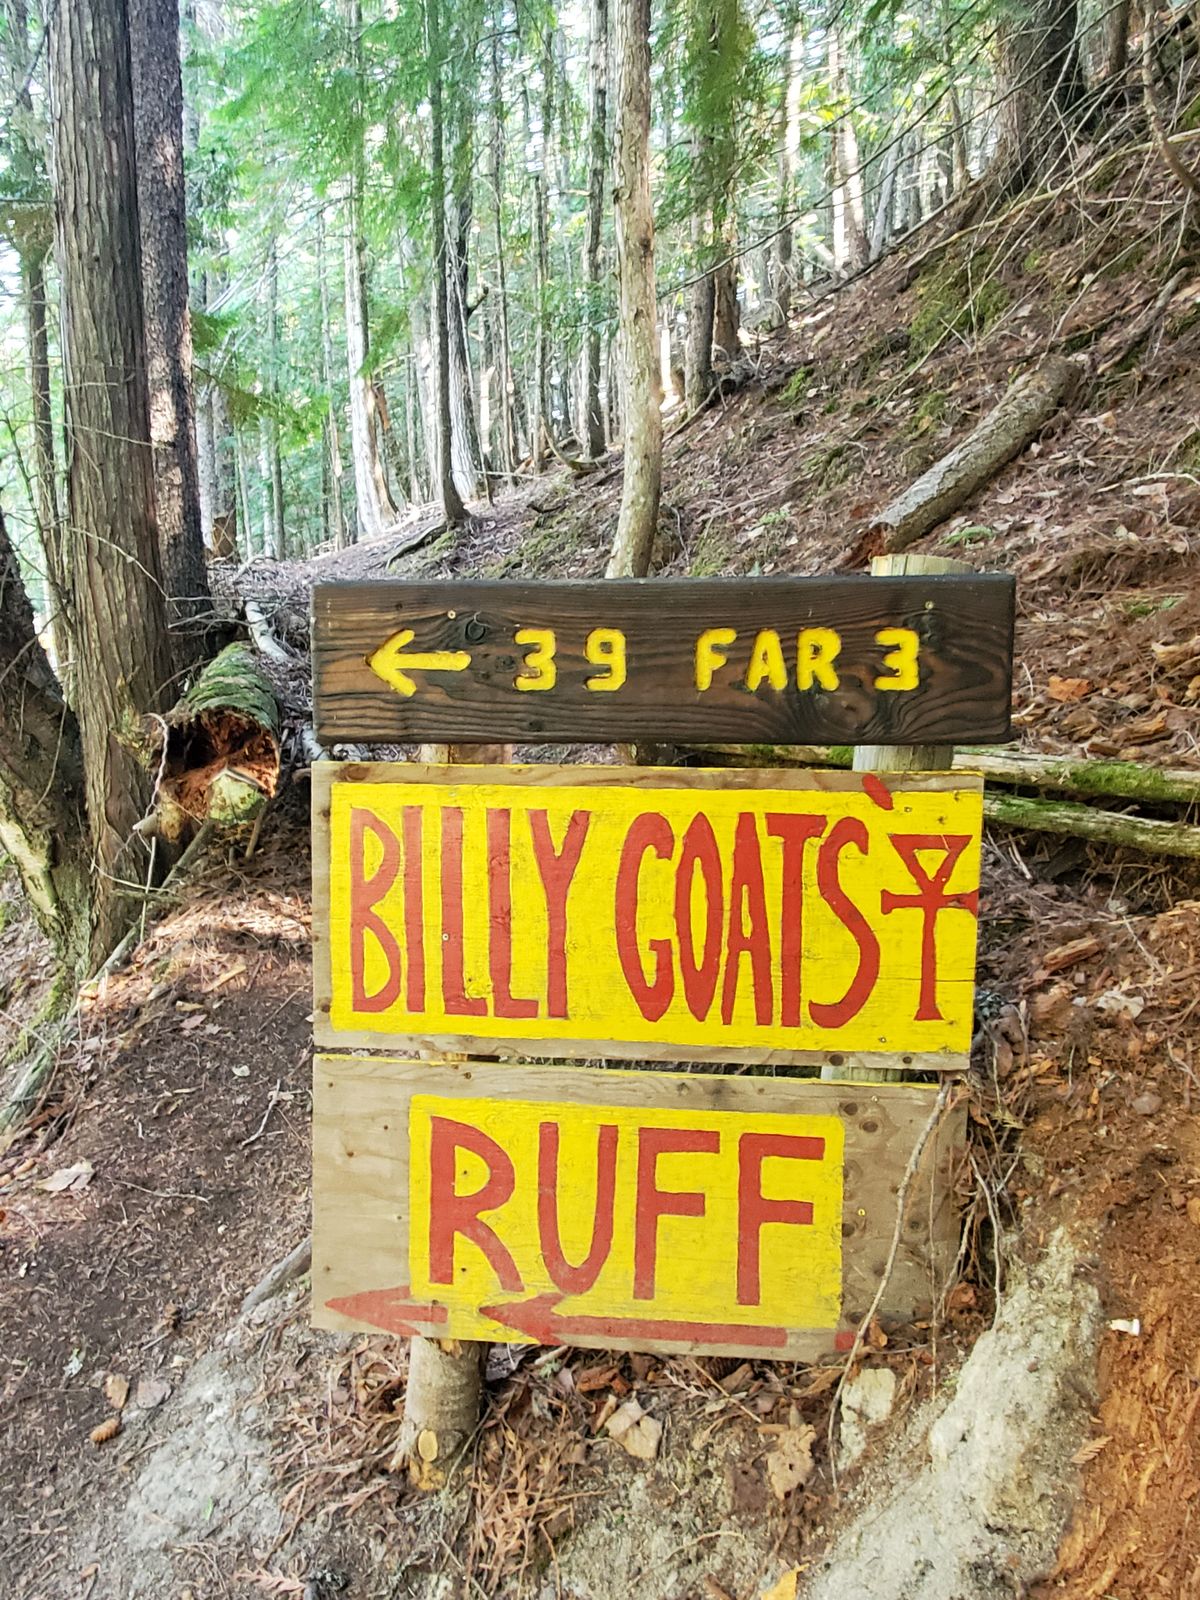 ← 39 FAR 3
BILLY GOATS'
RUFF